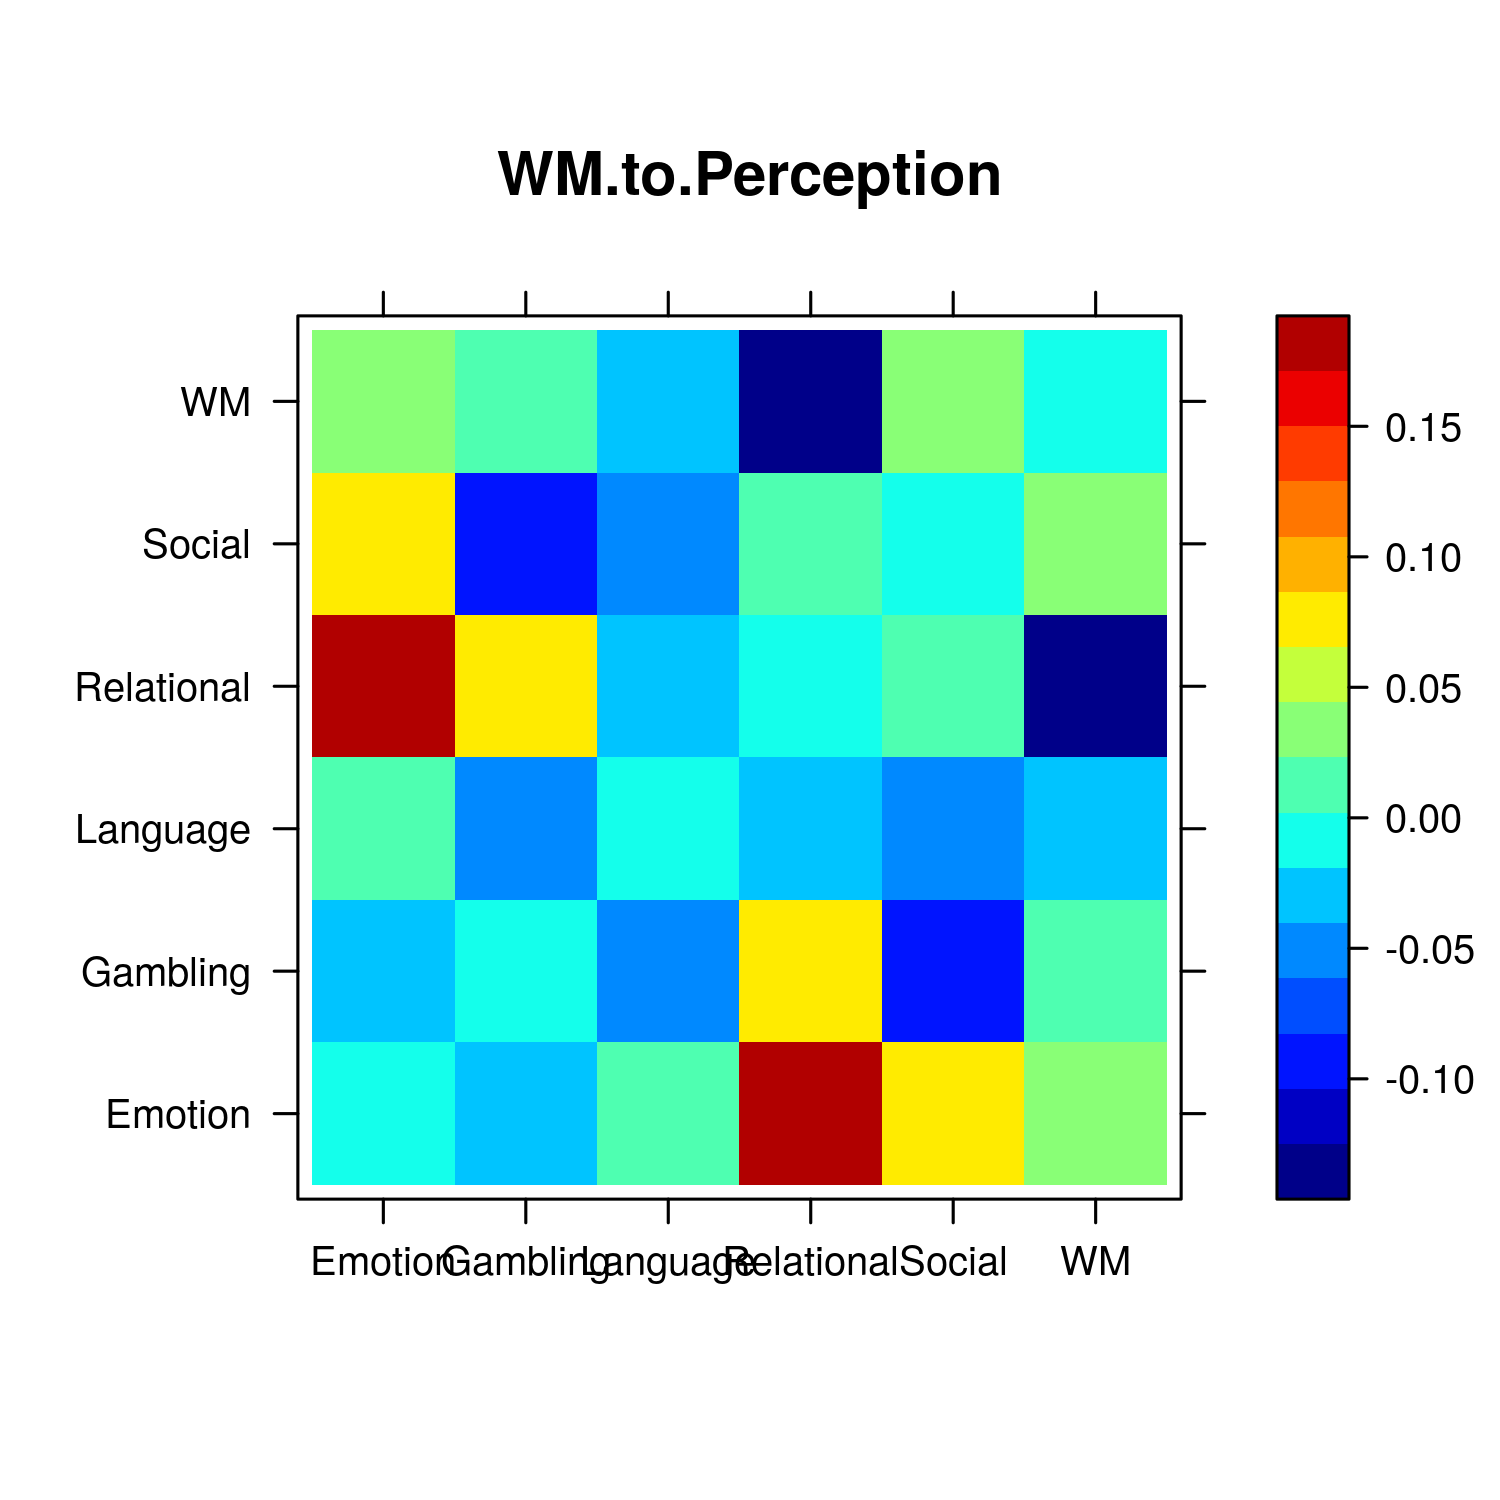 WM.to.Perception
WM
Social
Relational
Language
Gambling
Emotion
Emotion Gambling Language Relational Social WM
0.15
0.10
0.05
0.00
-0.05
-0.10